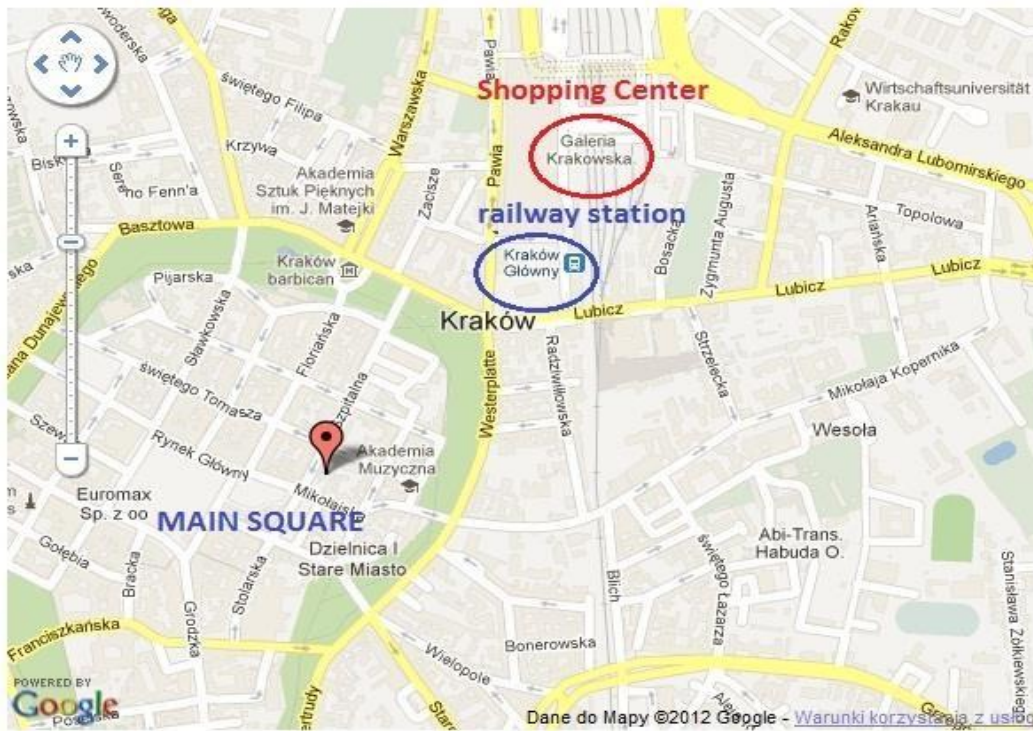 Shopping Center
Galeria
Krakowska
railway station
Kraków
Główny
Kraków
MAIN SQUARE
Pawia
Pawia
Warszawska
świętego Filipa
Krzywa
Akademia
Sztuk Pięknych
im. J. Matejki
Zacisze
Basztowa
Kraków
barbican
Pijarska
Sławkowska
Floriańska
Szpitalna
świętego Tomasza
Rynek Główny
Akademia
Muzyczna
Mikołajska
Euromax
Sp. z oo
Dzielnica I
Stare Miasto
Gołębia
Bracka
Stolarska
Grodzka
Franciszkańska
Westerplatte
Radziwiłłowska
Lubicz
Lubicz
Lubicz
Bosacka
Zygmunta Augusta
Ariańska
Topolowa
Aleksandra Lubomirskiego
Wirtschaftsuniversität
Krakau
Strzelecka
Mikołaja Kopernika
Wesoła
Abi-Trans.
Habuda O.
świętego Łazarza
Blich
Bonerowska
Wielopole
Stanisława Żółkiewskiego
POWERED BY
Google
Dane do Mapy ©2012 Google - Warunki korzystania z usług